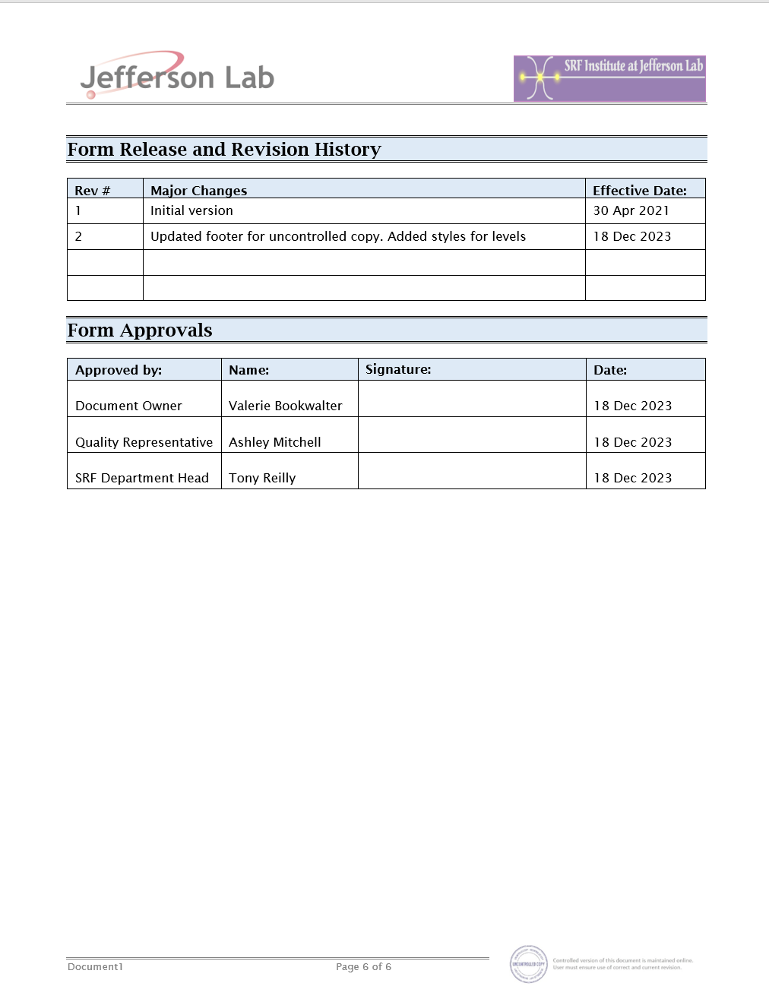 Jefferson Lab
SRF Institute at Jefferson Lab
Form Release and Revision History
Rev # Major Changes Effective Date:
1 Initial version 30 Apr 2021
2 Updated footer for uncontrolled copy. Added styles for levels 18 Dec 2023
Form Approvals
Approved by: Name: Signature: Date:
Document Owner Valerie Bookwalter 18 Dec 2023
Quality Representative Ashley Mitchell 18 Dec 2023
SRF Department Head Tony Reilly 18 Dec 2023
Document1 Page 6 of 6
UNCONTROLLED COPY
Controlled version of this document is maintained online.
User must ensure use of correct and current revision.